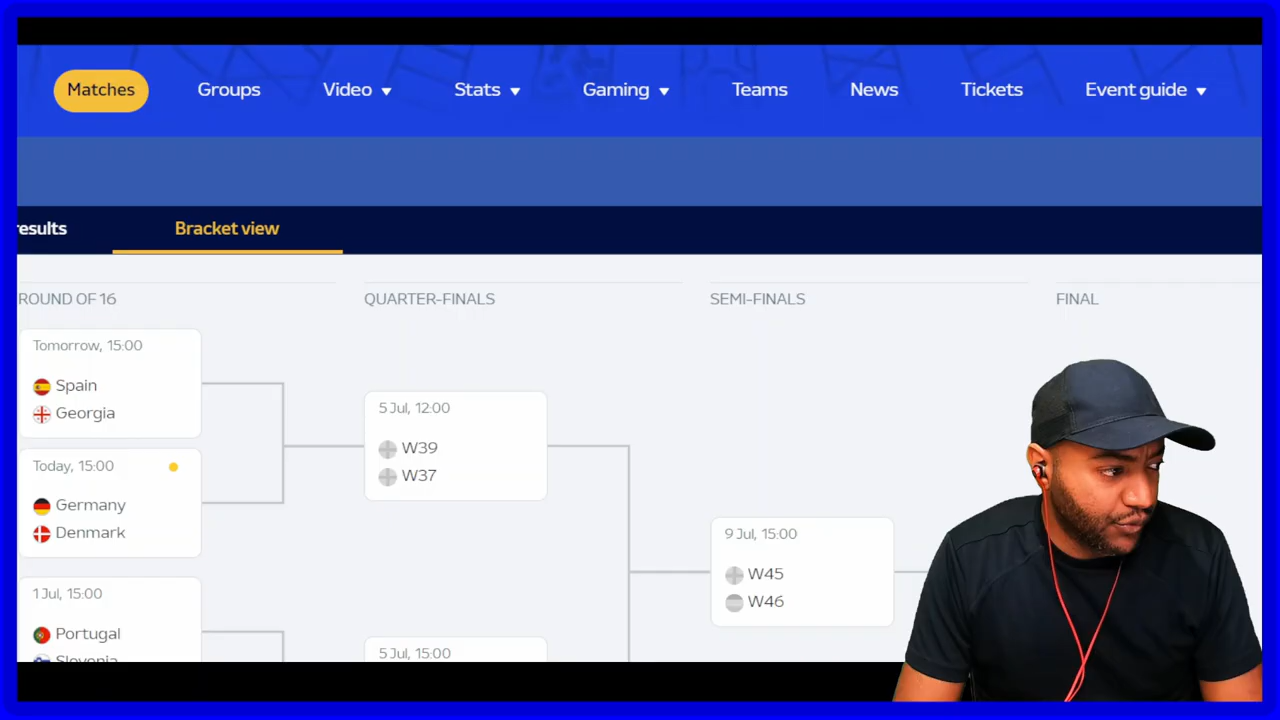 Matches
Groups
Video
Stats
Gaming
Teams
News
Tickets
Event guide
results
Bracket view
ROUND OF 16
QUARTER-FINALS
SEMI-FINALS
FINAL
Tomorrow, 15:00
Spain
Georgia
Today, 15:00
Germany
Denmark
1 Jul, 15:00
Portugal
Slovenia
5 Jul, 12:00
W39
W37
5 Jul, 15:00
9 Jul, 15:00
W45
W46